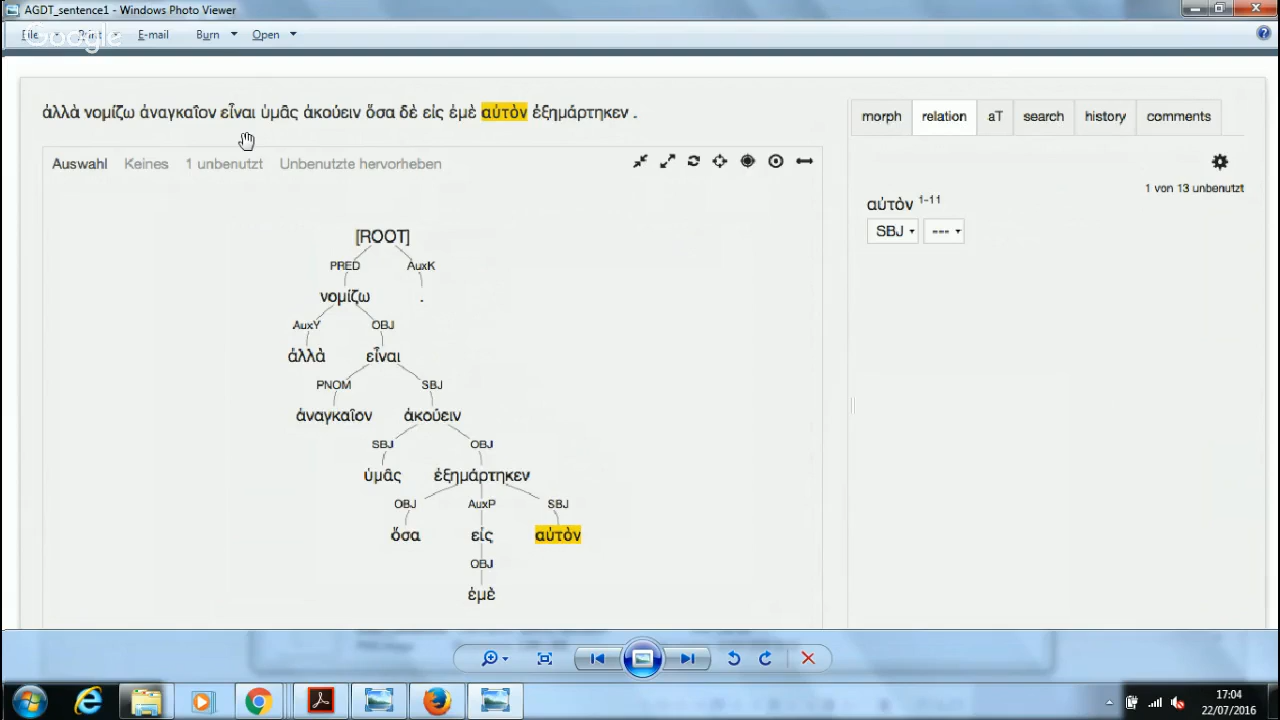 AGDT_sentence1 - Windows Photo Viewer
File Print E-mail Burn Open
Google
ἀλλὰ νομίζω ἀναγκαῖον εἶναι ὑμᾶς ἀκούειν ὅσα δὲ εἰς ἐμὲ αὐτὸν ἐξημάρτηκεν .
morph relation aT search history comments
Auswahl Keines 1 unbenutzt Unbenutzte hervorheben
1 von 13 unbenutzt
αὐτὸν 1-11
SBJ ---
[ROOT]
PRED AuxK
νομίζω .
AuxY OBJ
ἀλλὰ εἶναι
PNOM SBJ
ἀναγκαῖον ἀκούειν
SBJ OBJ
ὑμᾶς ἐξημάρτηκεν
OBJ AuxP SBJ
ὅσα εἰς αὐτὸν
OBJ
ἐμὲ
17:04
22/07/2016